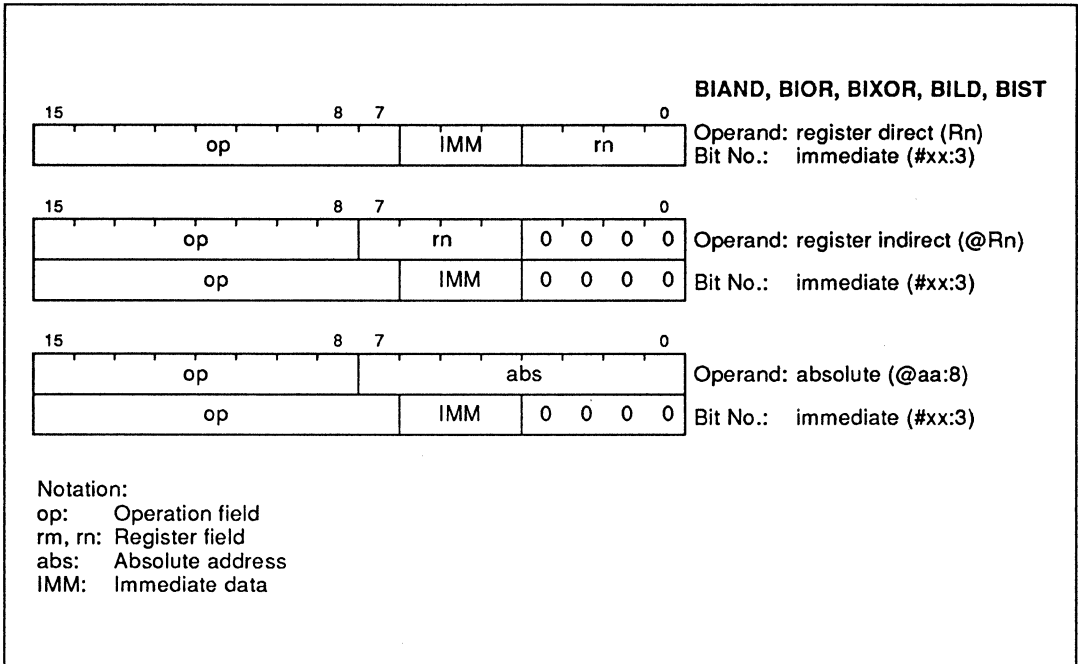 BIAND, BIOR, BIXOR, BILD, BIST
15 8 7 0
op IMM rn Operand: register direct (Rn)
Bit No.: immediate (#xx:3)
15 8 7 0
op rn 0 0 0 0 Operand: register indirect (@Rn)
op IMM 0 0 0 0 Bit No.: immediate (#xx:3)
15 8 7 0
op abs Operand: absolute (@aa:8)
op IMM 0 0 0 0 Bit No.: immediate (#xx:3)
Notation:
op: Operation field
rm, rn: Register field
abs: Absolute address
IMM: Immediate data